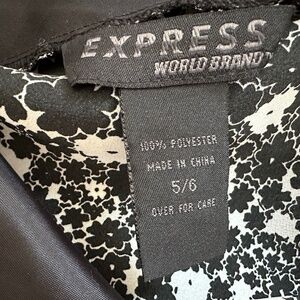 EXPRESS
WORLD BRAND
100% POLYESTER
MADE IN CHINA
5/6
OVER FOR CARE